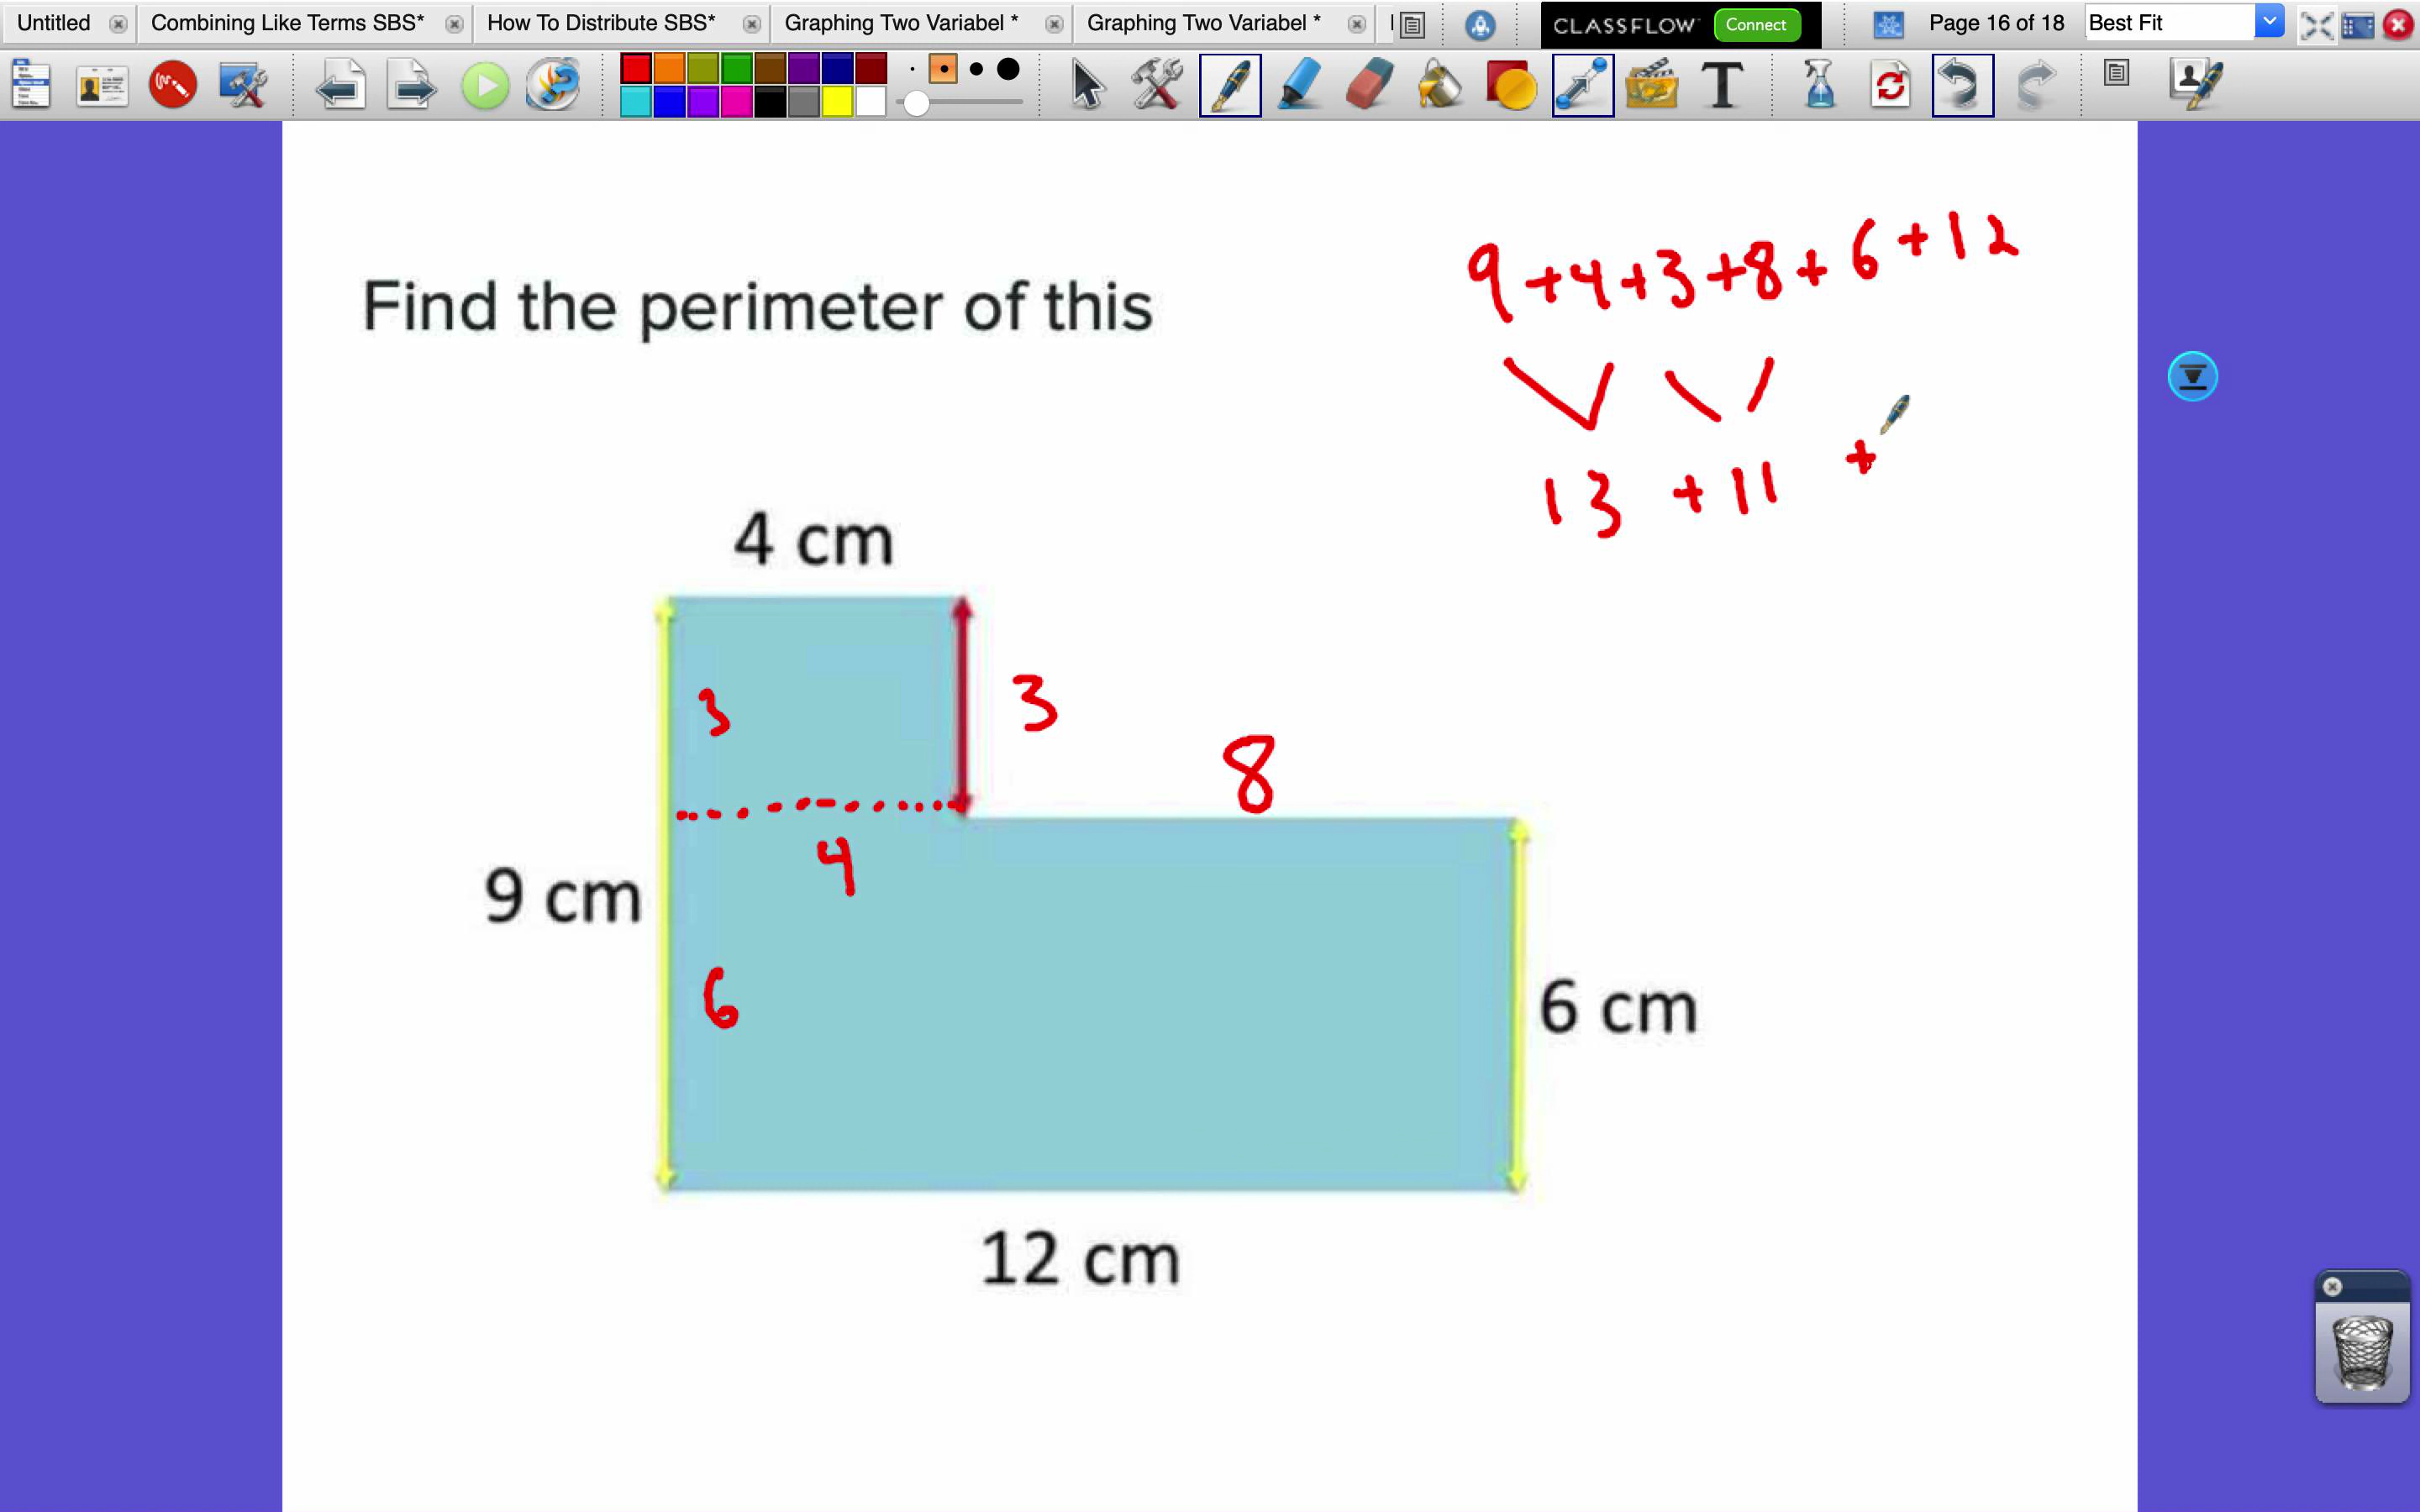 Untitled Combining Like Terms SBS* How To Distribute SBS* Graphing Two Variabel * Graphing Two Variabel * CLASSFLOW Connect Page 16 of 18 Best Fit
T
9+4+3+8+6+12
Find the perimeter of this
13 +11 +
4 cm
3 3
8
4
9 cm
6 6 cm
12 cm